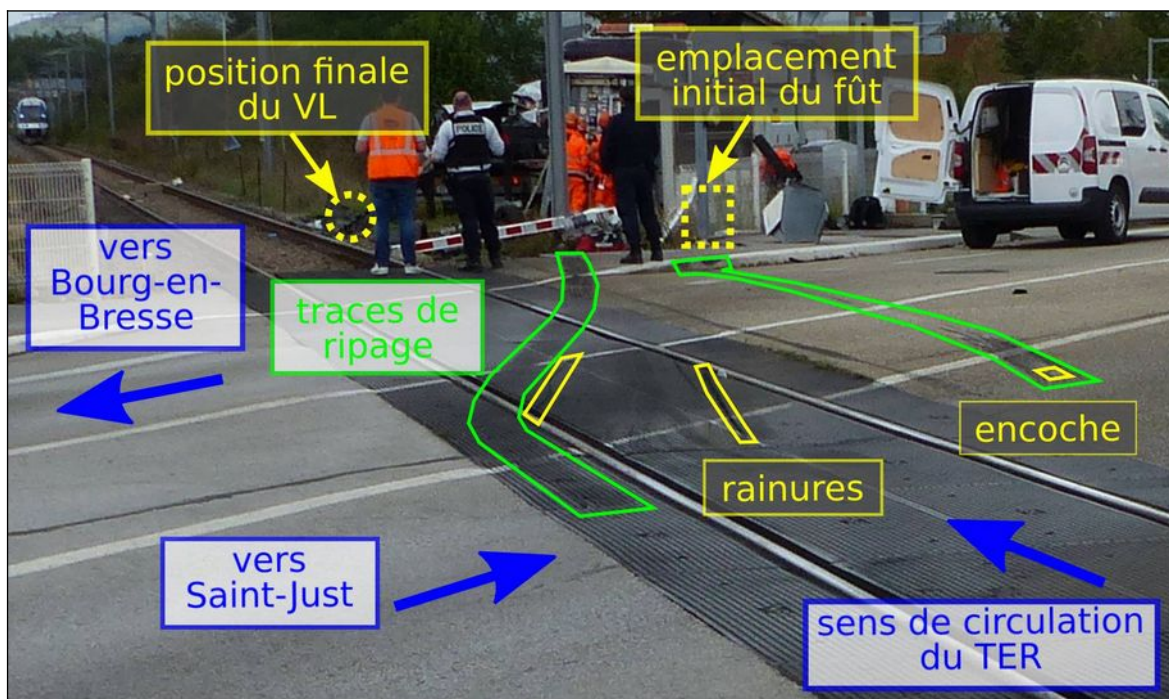 position finale
du VL
emplacement
initial du fût
POLICE
vers
Bourg-en-
Bresse
traces de
ripage
encoche
rainures
vers
Saint-Just
sens de circulation
du TER